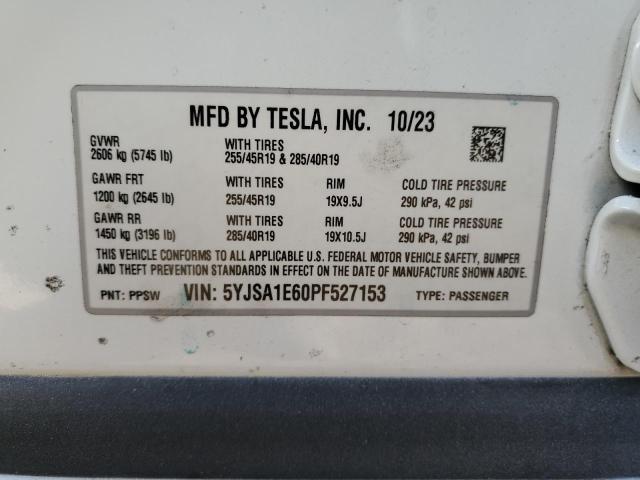 MFD BY TESLA, INC. 10/23
GVWR
2606 kg (5745 lb)
WITH TIRES
255/45R19 & 285/40R19
GAWR FRT
1200 kg (2645 lb)
WITH TIRES
255/45R19
RIM
19X9.5J
COLD TIRE PRESSURE
290 kPa, 42 psi
GAWR RR
1450 kg (3196 lb)
WITH TIRES
285/40R19
RIM
19X10.5J
COLD TIRE PRESSURE
290 kPa, 42 psi
THIS VEHICLE CONFORMS TO ALL APPLICABLE U.S. FEDERAL MOTOR VEHICLE SAFETY, BUMPER
AND THEFT PREVENTION STANDARDS IN EFFECT ON THE DATE OF MANUFACTURE SHOWN ABOVE.
PNT: PPSW VIN: 5YJSA1E60PF527153 TYPE: PASSENGER